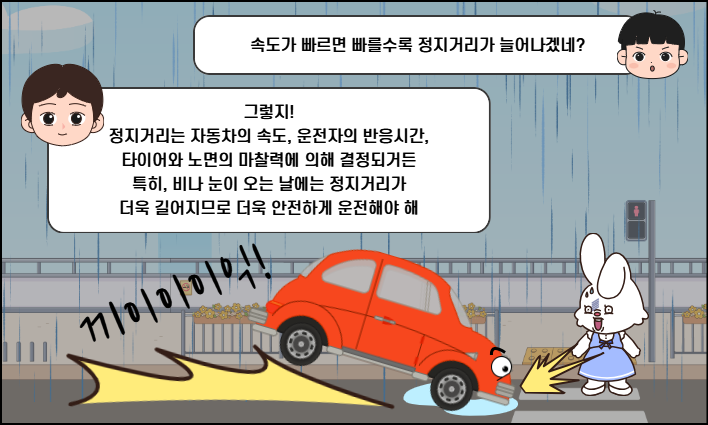 속도가 빠르면 빠를수록 정지거리가 늘어나겠네?
그렇지!
정지거리는 자동차의 속도, 운전자의 반응시간,
타이어와 노면의 마찰력에 의해 결정되거든
특히, 비나 눈이 오는 날에는 정지거리가
더욱 길어지므로 더욱 안전하게 운전해야 해
끼이이이익!!